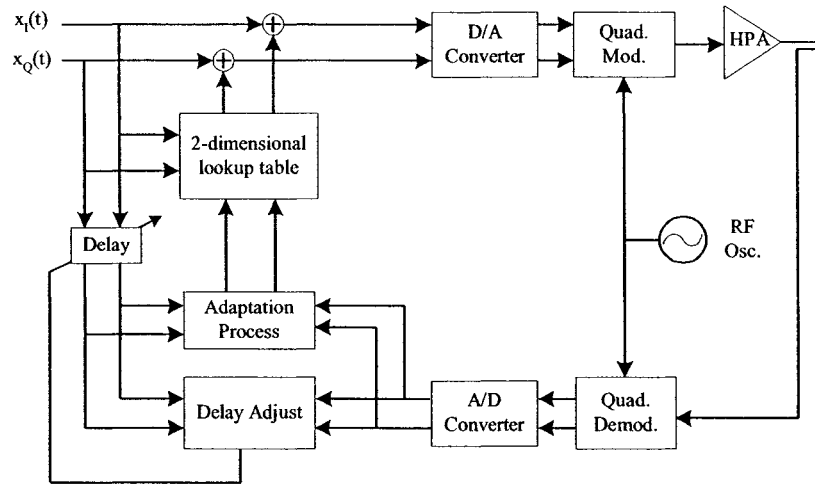 x_I(t)
x_Q(t)
+
+
D/A
Converter
Quad.
Mod.
HPA
2-dimensional
lookup table
Delay
RF
Osc.
Adaptation
Process
Delay Adjust
A/D
Converter
Quad.
Demod.